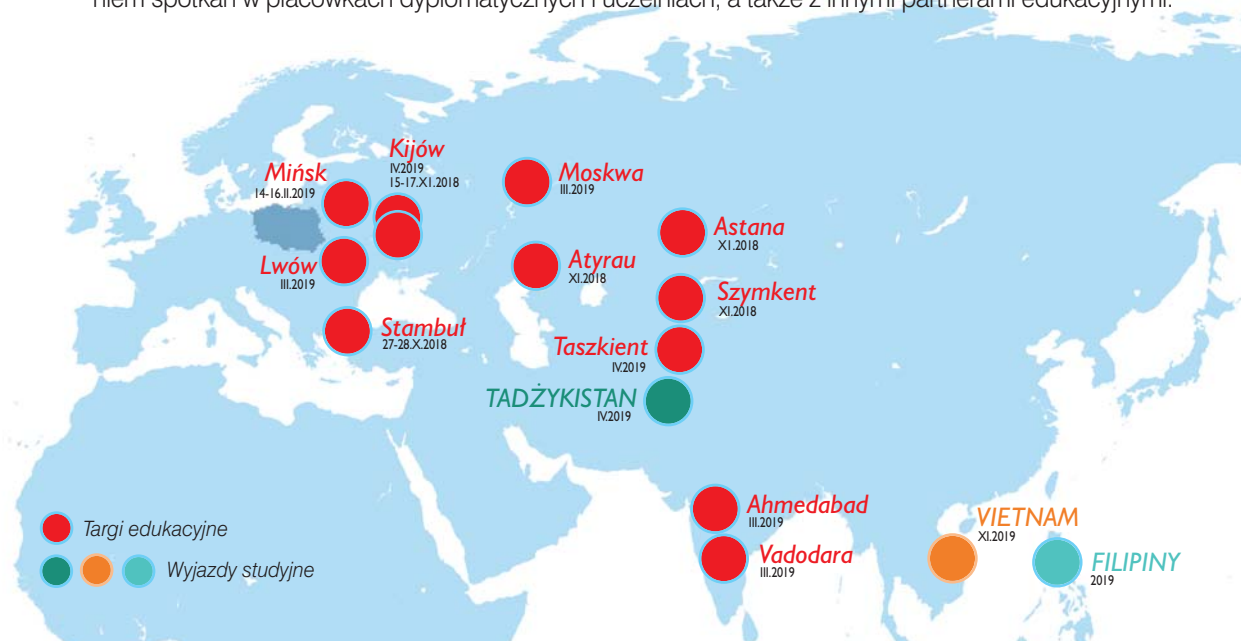 niem spotkań w placówkach dyplomatycznych i uczelniach, a także z innymi partnerami edukacyjnymi.
Kijów
IV.2019
15-17.XI.2018
Mińsk
14-16.II.2019
Moskwa
III.2019
Astana
XI.2018
Lwów
III.2019
Atyrau
XI.2018
Szymkent
XI.2018
Stambuł
27-28.X.2018
Taszkient
IV.2019
TADŻYKISTAN
IV.2019
Ahmedabad
III.2019
VIETNAM
XI.2019
Vadodara
III.2019
FILIPINY
2019
Targi edukacyjne
Wyjazdy studyjne